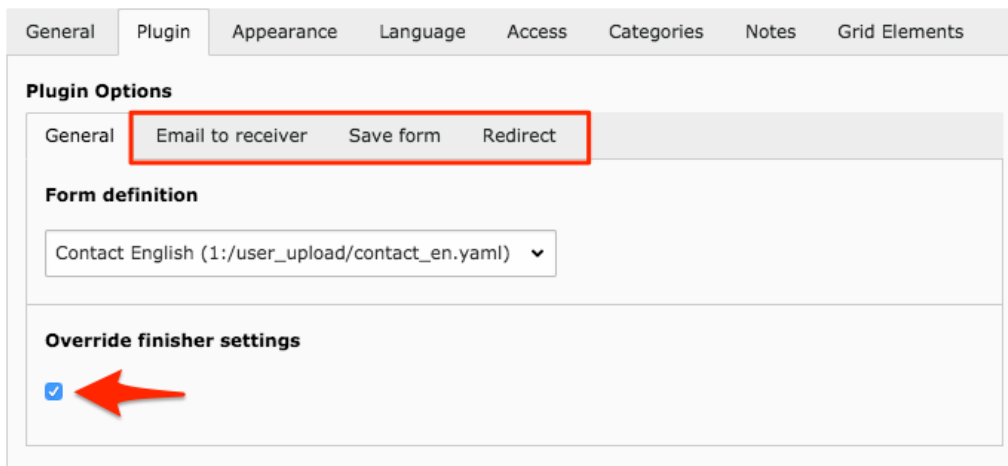 General Plugin Appearance Language Access Categories Notes Grid Elements
Plugin Options
General Email to receiver Save form Redirect
Form definition
Contact English (1:/user_upload/contact_en.yaml)
Override finisher settings